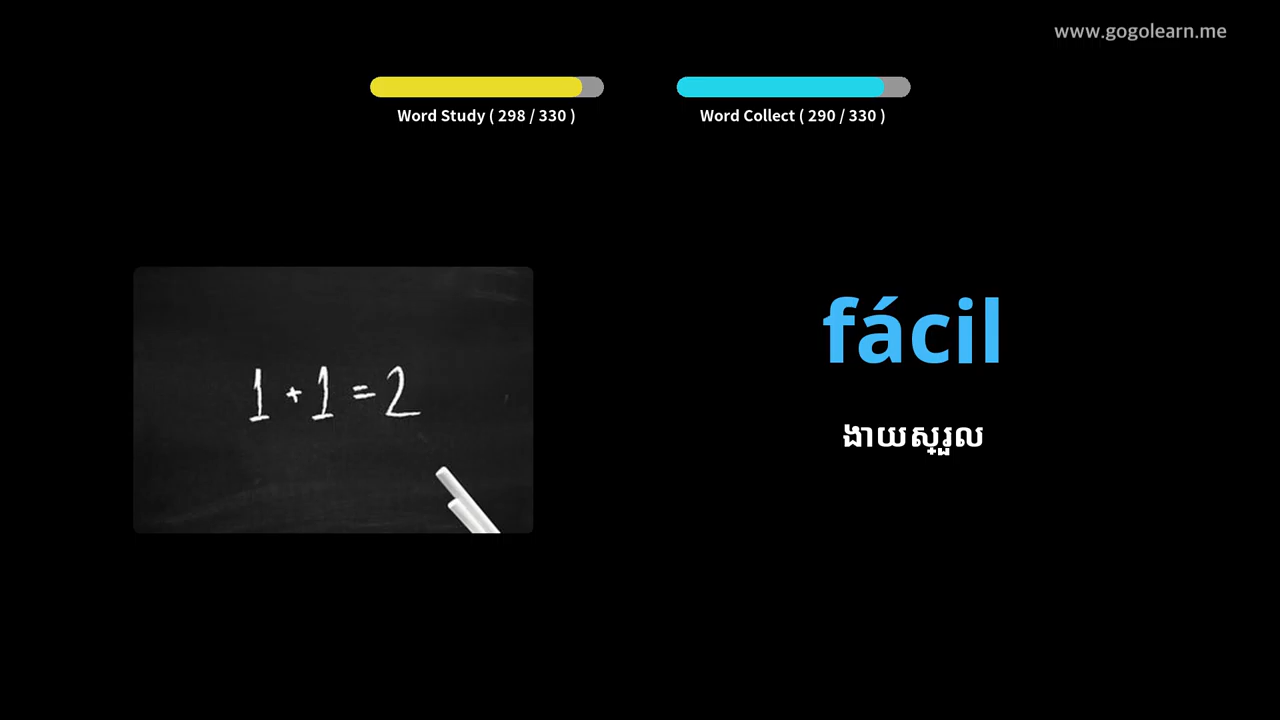 www.gogolearn.me
Word Study ( 298 / 330 )
Word Collect ( 290 / 330 )
1 + 1 = 2
fácil
ងាយស្រួល